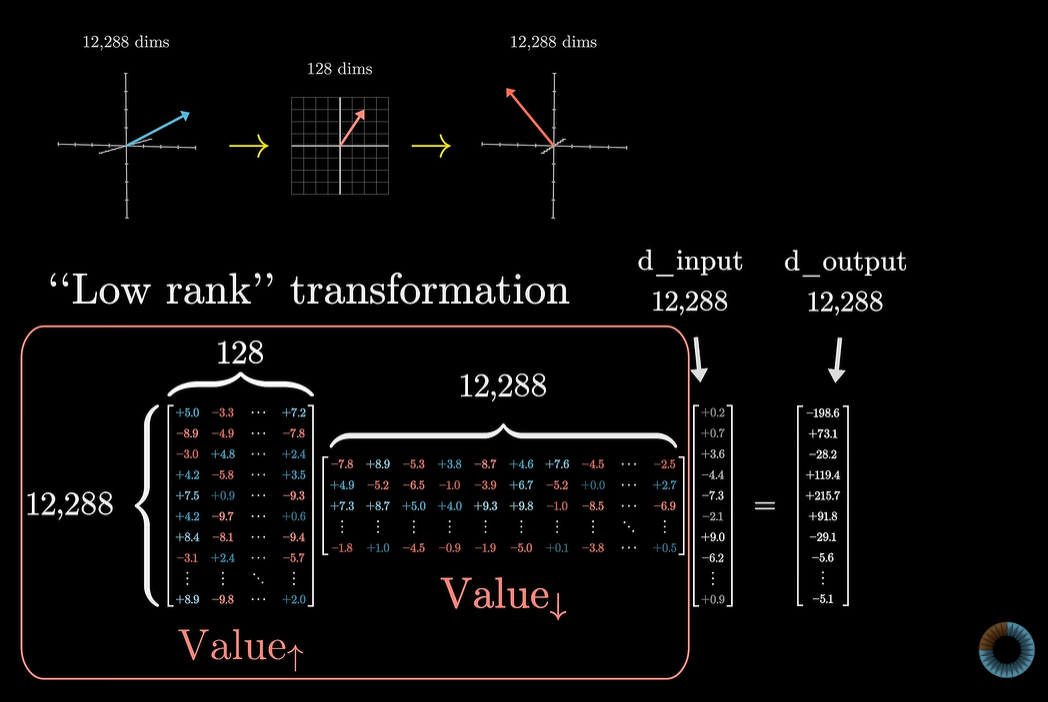 12,288 dims
128 dims
12,288 dims
“Low rank” transformation
d_input
12,288
d_output
12,288
128
12,288
12,288
+5.0 −3.3 ⋯ +7.2
−8.9 −4.9 ⋯ −7.8
−3.0 +4.8 ⋯ +2.4
+4.2 −5.8 ⋯ +3.5
+7.5 +0.9 ⋯ −9.3
+4.2 −9.7 ⋯ +0.6
+8.4 −8.1 ⋯ −9.4
−3.1 +2.4 ⋯ −5.7
⋮ ⋮ ⋱ ⋮
+8.9 −9.8 ⋯ +2.0
Value↑
−7.8 +8.9 −5.3 +3.8 −8.7 +4.6 +7.6 −4.5 ⋯ −2.5
+4.9 −5.2 −6.5 −1.0 −3.9 +6.7 −5.2 +0.0 ⋯ +2.7
+7.3 +8.7 +5.0 +4.0 +9.3 +9.8 −1.0 −8.5 ⋯ −6.9
⋮ ⋮ ⋮ ⋮ ⋮ ⋮ ⋮ ⋮ ⋱ ⋮
−1.8 +1.0 −4.5 −0.9 −1.9 −5.0 +0.1 −3.8 ⋯ +0.5
Value↓
+0.2
+0.7
+3.6
−4.4
−7.3
−2.1
+9.0
−6.2
⋮
+0.9
=
−198.6
+73.1
−28.2
+119.4
+215.7
+91.8
−29.1
−5.6
⋮
−5.1